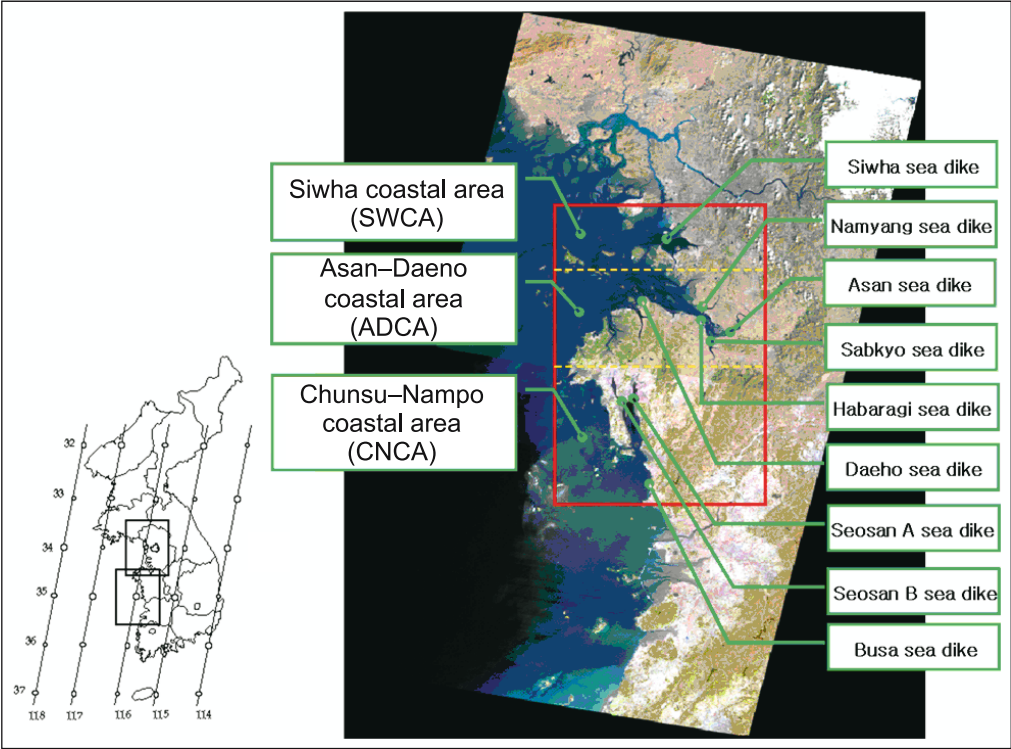 Siwha coastal area
(SWCA)
Asan–Daeno
coastal area
(ADCA)
Chunsu–Nampo
coastal area
(CNCA)
Siwha sea dike
Namyang sea dike
Asan sea dike
Sabkyo sea dike
Habaragi sea dike
Daeho sea dike
Seosan A sea dike
Seosan B sea dike
Busa sea dike
32
33
34
35
36
37
118 117 116 115 114